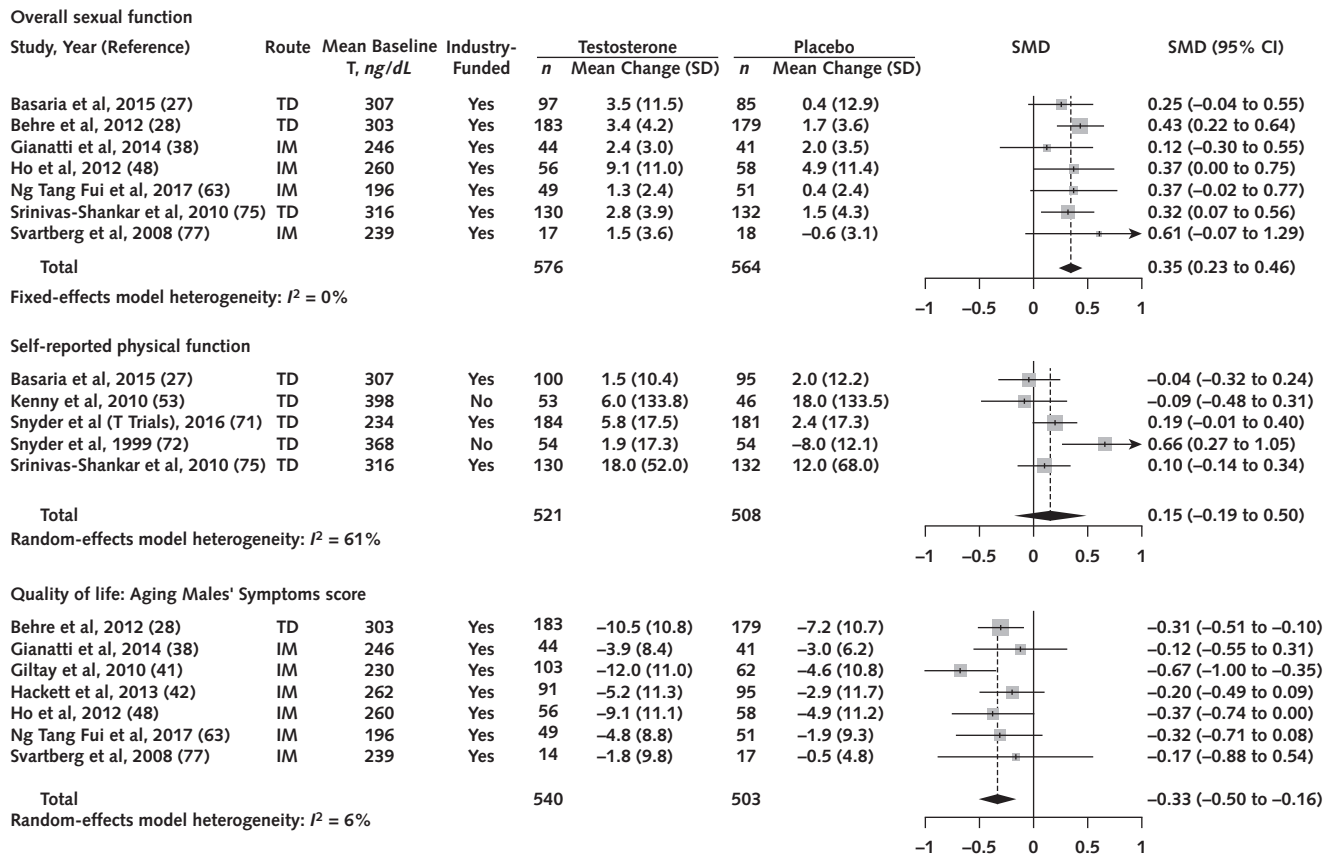 Overall sexual function
Study, Year (Reference) Route Mean Baseline Industry- Testosterone Placebo SMD SMD (95% CI)
T, ng/dL Funded n Mean Change (SD) n Mean Change (SD)
Basaria et al, 2015 (27) TD 307 Yes 97 3.5 (11.5) 85 0.4 (12.9) 0.25 (–0.04 to 0.55)
Behre et al, 2012 (28) TD 303 Yes 183 3.4 (4.2) 179 1.7 (3.6) 0.43 (0.22 to 0.64)
Gianatti et al, 2014 (38) IM 246 Yes 44 2.4 (3.0) 41 2.0 (3.5) 0.12 (–0.30 to 0.55)
Ho et al, 2012 (48) IM 260 Yes 56 9.1 (11.0) 58 4.9 (11.4) 0.37 (0.00 to 0.75)
Ng Tang Fui et al, 2017 (63) IM 196 Yes 49 1.3 (2.4) 51 0.4 (2.4) 0.37 (–0.02 to 0.77)
Srinivas-Shankar et al, 2010 (75) TD 316 Yes 130 2.8 (3.9) 132 1.5 (4.3) 0.32 (0.07 to 0.56)
Svartberg et al, 2008 (77) IM 239 Yes 17 1.5 (3.6) 18 –0.6 (3.1) 0.61 (–0.07 to 1.29)
Total 576 564 0.35 (0.23 to 0.46)
Fixed-effects model heterogeneity: I² = 0%
–1 –0.5 0 0.5 1
Self-reported physical function
Basaria et al, 2015 (27) TD 307 Yes 100 1.5 (10.4) 95 2.0 (12.2) –0.04 (–0.32 to 0.24)
Kenny et al, 2010 (53) TD 398 No 53 6.0 (133.8) 46 18.0 (133.5) –0.09 (–0.48 to 0.31)
Snyder et al (T Trials), 2016 (71) TD 234 Yes 184 5.8 (17.5) 181 2.4 (17.3) 0.19 (–0.01 to 0.40)
Snyder et al, 1999 (72) TD 368 No 54 1.9 (17.3) 54 –8.0 (12.1) 0.66 (0.27 to 1.05)
Srinivas-Shankar et al, 2010 (75) TD 316 Yes 130 18.0 (52.0) 132 12.0 (68.0) 0.10 (–0.14 to 0.34)
Total 521 508 0.15 (–0.19 to 0.50)
Random-effects model heterogeneity: I² = 61%
–1 –0.5 0 0.5 1
Quality of life: Aging Males' Symptoms score
Behre et al, 2012 (28) TD 303 Yes 183 –10.5 (10.8) 179 –7.2 (10.7) –0.31 (–0.51 to –0.10)
Gianatti et al, 2014 (38) IM 246 Yes 44 –3.9 (8.4) 41 –3.0 (6.2) –0.12 (–0.55 to 0.31)
Giltay et al, 2010 (41) IM 230 Yes 103 –12.0 (11.0) 62 –4.6 (10.8) –0.67 (–1.00 to –0.35)
Hackett et al, 2013 (42) IM 262 Yes 91 –5.2 (11.3) 95 –2.9 (11.7) –0.20 (–0.49 to 0.09)
Ho et al, 2012 (48) IM 260 Yes 56 –9.1 (11.1) 58 –4.9 (11.2) –0.37 (–0.74 to 0.00)
Ng Tang Fui et al, 2017 (63) IM 196 Yes 49 –4.8 (8.8) 51 –1.9 (9.3) –0.32 (–0.71 to 0.08)
Svartberg et al, 2008 (77) IM 239 Yes 14 –1.8 (9.8) 17 –0.5 (4.8) –0.17 (–0.88 to 0.54)
Total 540 503 –0.33 (–0.50 to –0.16)
Random-effects model heterogeneity: I² = 6%
–1 –0.5 0 0.5 1